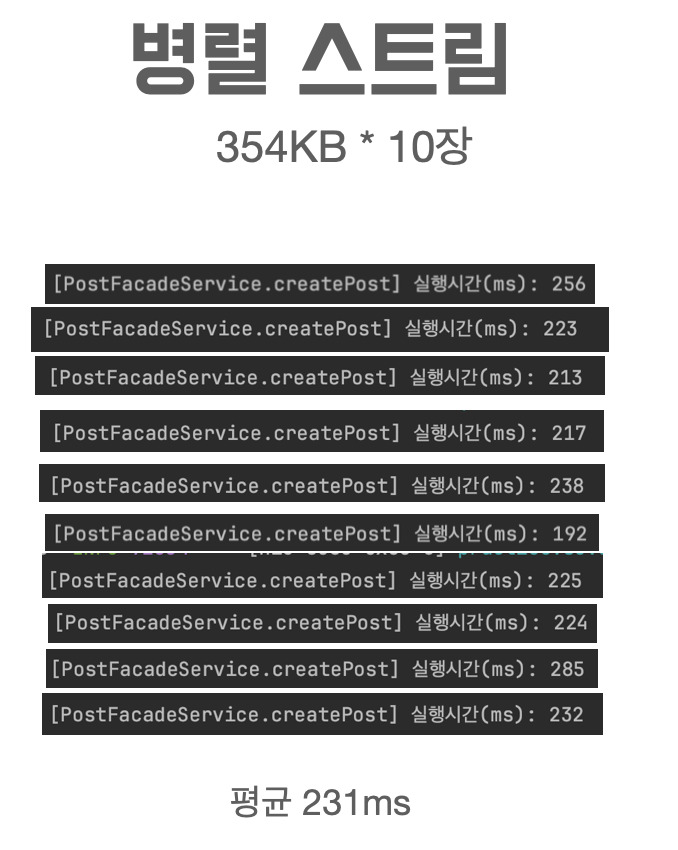 병렬 스트림
354KB * 10장
[PostFacadeService.createPost] 실행시간(ms): 256
[PostFacadeService.createPost] 실행시간(ms): 223
[PostFacadeService.createPost] 실행시간(ms): 213
[PostFacadeService.createPost] 실행시간(ms): 217
[PostFacadeService.createPost] 실행시간(ms): 238
[PostFacadeService.createPost] 실행시간(ms): 192
[PostFacadeService.createPost] 실행시간(ms): 225
[PostFacadeService.createPost] 실행시간(ms): 224
[PostFacadeService.createPost] 실행시간(ms): 285
[PostFacadeService.createPost] 실행시간(ms): 232
평균 231ms